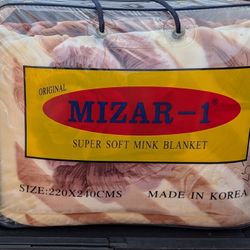 ORIGINAL
MIZAR-1®
SUPER SOFT MINK BLANKET
SIZE:220X240CMS MADE IN KOREA